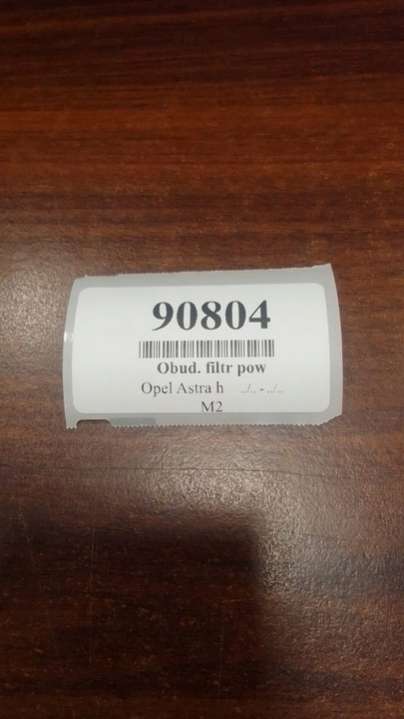 90804
Obud. filtr pow
Opel Astra h ../.. - ../..
M2